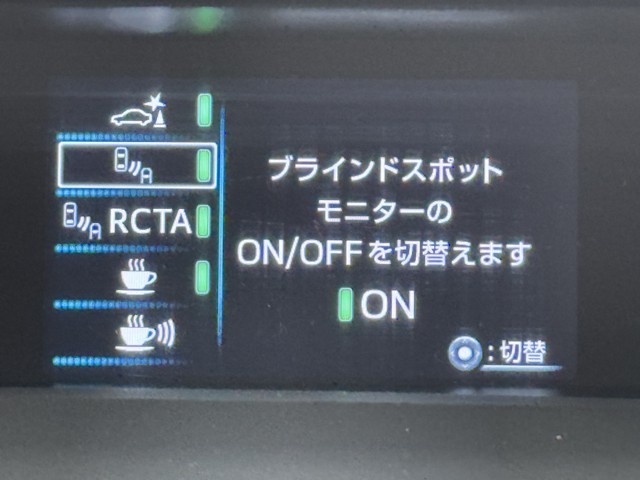 RCTA
ブラインドスポット
モニターの
ON/OFFを切替えます
ON
:切替